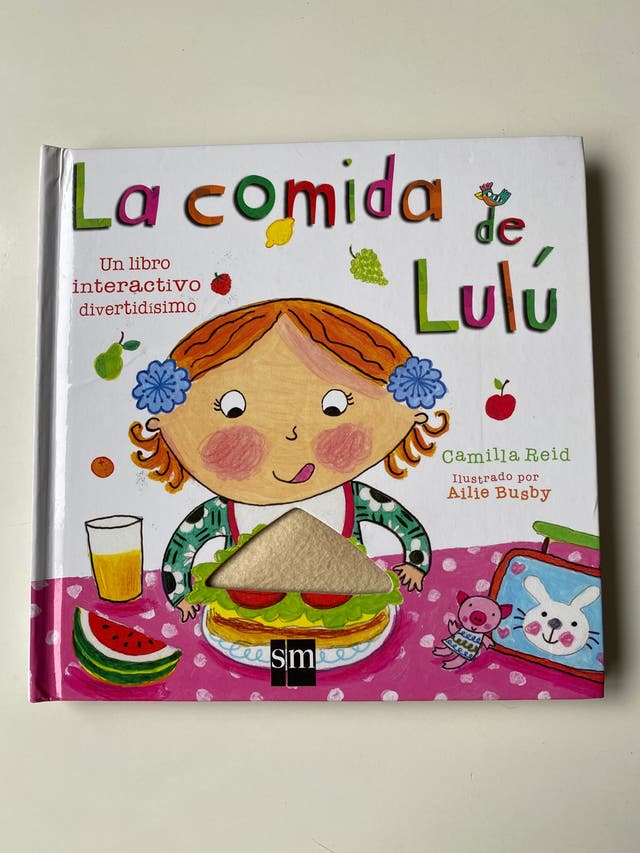 La comida de
Lulú
Un libro
interactivo
divertidísimo
Camilla Reid
Ilustrado por
Ailie Busby
sm